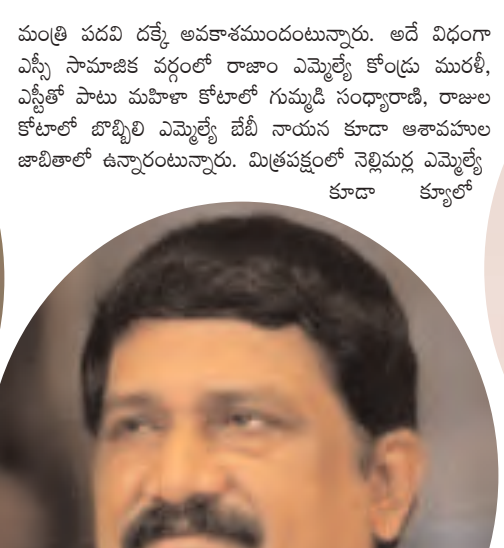 మంత్రి పదవి దక్కే అవకాశముందంటున్నారు. అదే విధంగా
ఎస్సీ సామాజిక వర్గంలో రాజాం ఎమ్మెల్యే కోండ్రు మురళీ,
ఎస్టీతో పాటు మహిళా కోటాలో గుమ్మడి సంధ్యారాణి, రాజుల
కోటాలో బొబ్బిలి ఎమ్మెల్యే బేబీ నాయన కూడా ఆశావహుల
జాబితాలో ఉన్నారంటున్నారు. మిత్రపక్షంలో నెల్లిమర్ల ఎమ్మెల్యే
కూడా క్యూలో